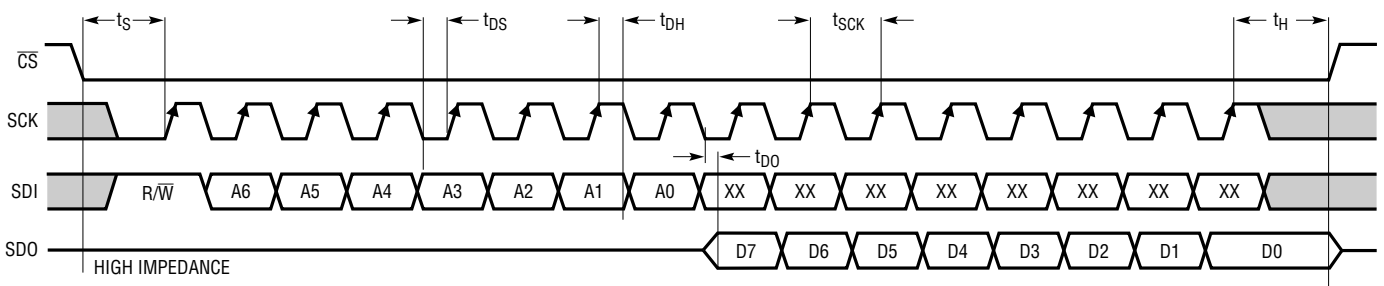 tS tDS tDH tSCK tH
CS
SCK
tDO
SDI R/W A6 A5 A4 A3 A2 A1 A0 XX XX XX XX XX XX XX XX
SDO D7 D6 D5 D4 D3 D2 D1 D0
HIGH IMPEDANCE